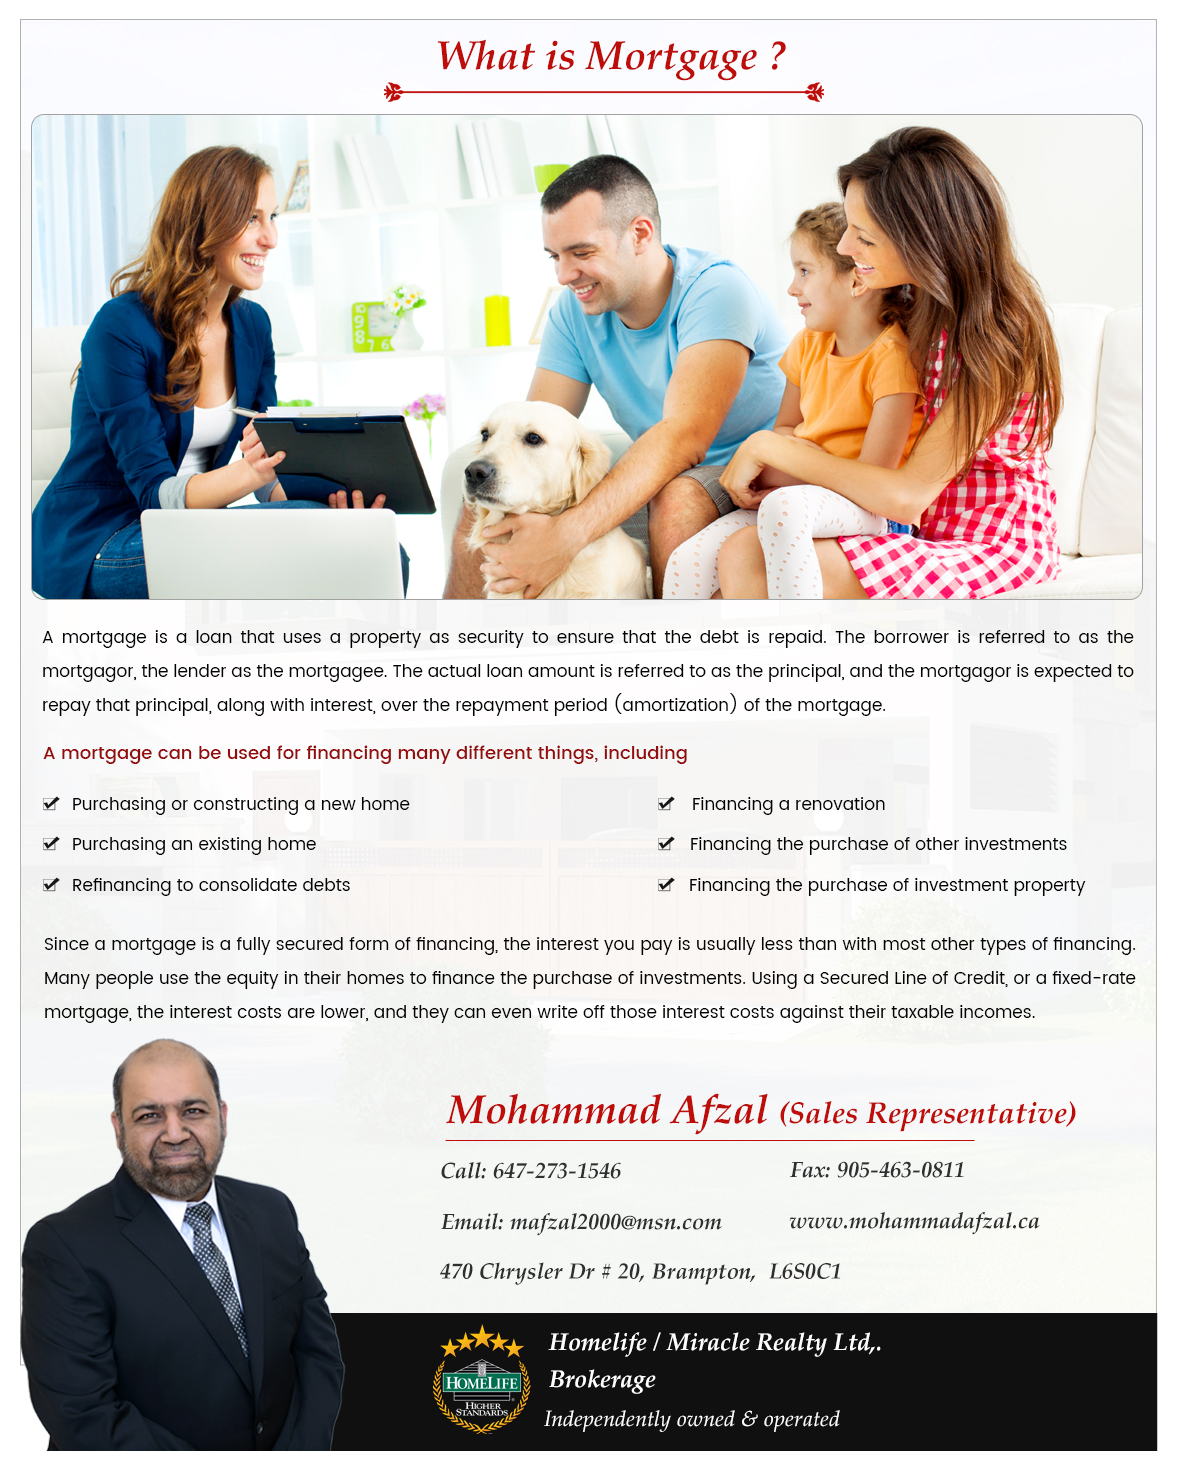 What is Mortgage ?
A mortgage is a loan that uses a property as security to ensure that the debt is repaid. The borrower is referred to as the
mortgagor, the lender as the mortgagee. The actual loan amount is referred to as the principal, and the mortgagor is expected to
repay that principal, along with interest, over the repayment period (amortization) of the mortgage.
A mortgage can be used for financing many different things, including
Purchasing or constructing a new home
Financing a renovation
Purchasing an existing home
Financing the purchase of other investments
Refinancing to consolidate debts
Financing the purchase of investment property
Since a mortgage is a fully secured form of financing, the interest you pay is usually less than with most other types of financing.
Many people use the equity in their homes to finance the purchase of investments. Using a Secured Line of Credit, or a fixed-rate
mortgage, the interest costs are lower, and they can even write off those interest costs against their taxable incomes.
Mohammad Afzal (Sales Representative)
Call: 647-273-1546
Fax: 905-463-0811
Email: mafzal2000@msn.com
www.mohammadafzal.ca
470 Chrysler Dr # 20, Brampton, L6S0C1
Homelife / Miracle Realty Ltd,.
Brokerage
Independently owned & operated
HOMELIFE
HIGHER
STANDARDS